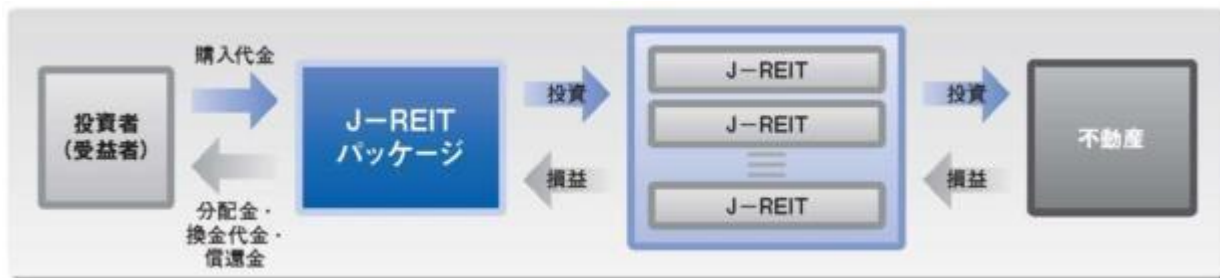 購入代金
投資者
(受益者)
分配金・
換金代金・
償還金
J-REIT
パッケージ
投資
損益
J-REIT
J-REIT
J-REIT
投資
損益
不動産